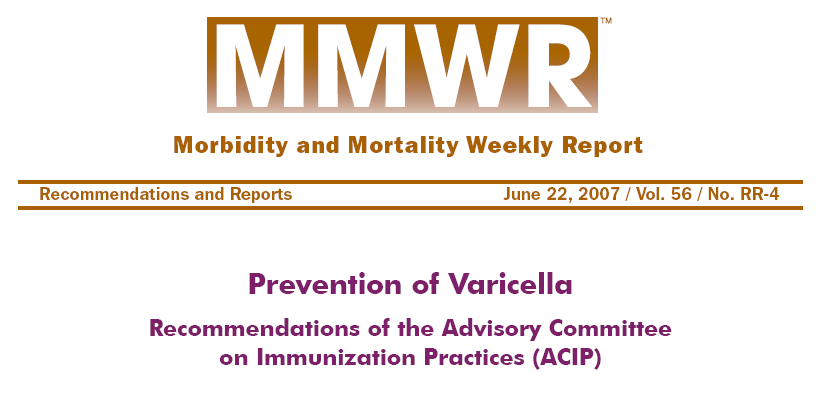 MMWR™
Morbidity and Mortality Weekly Report
Recommendations and Reports June 22, 2007 / Vol. 56 / No. RR-4
Prevention of Varicella
Recommendations of the Advisory Committee
on Immunization Practices (ACIP)